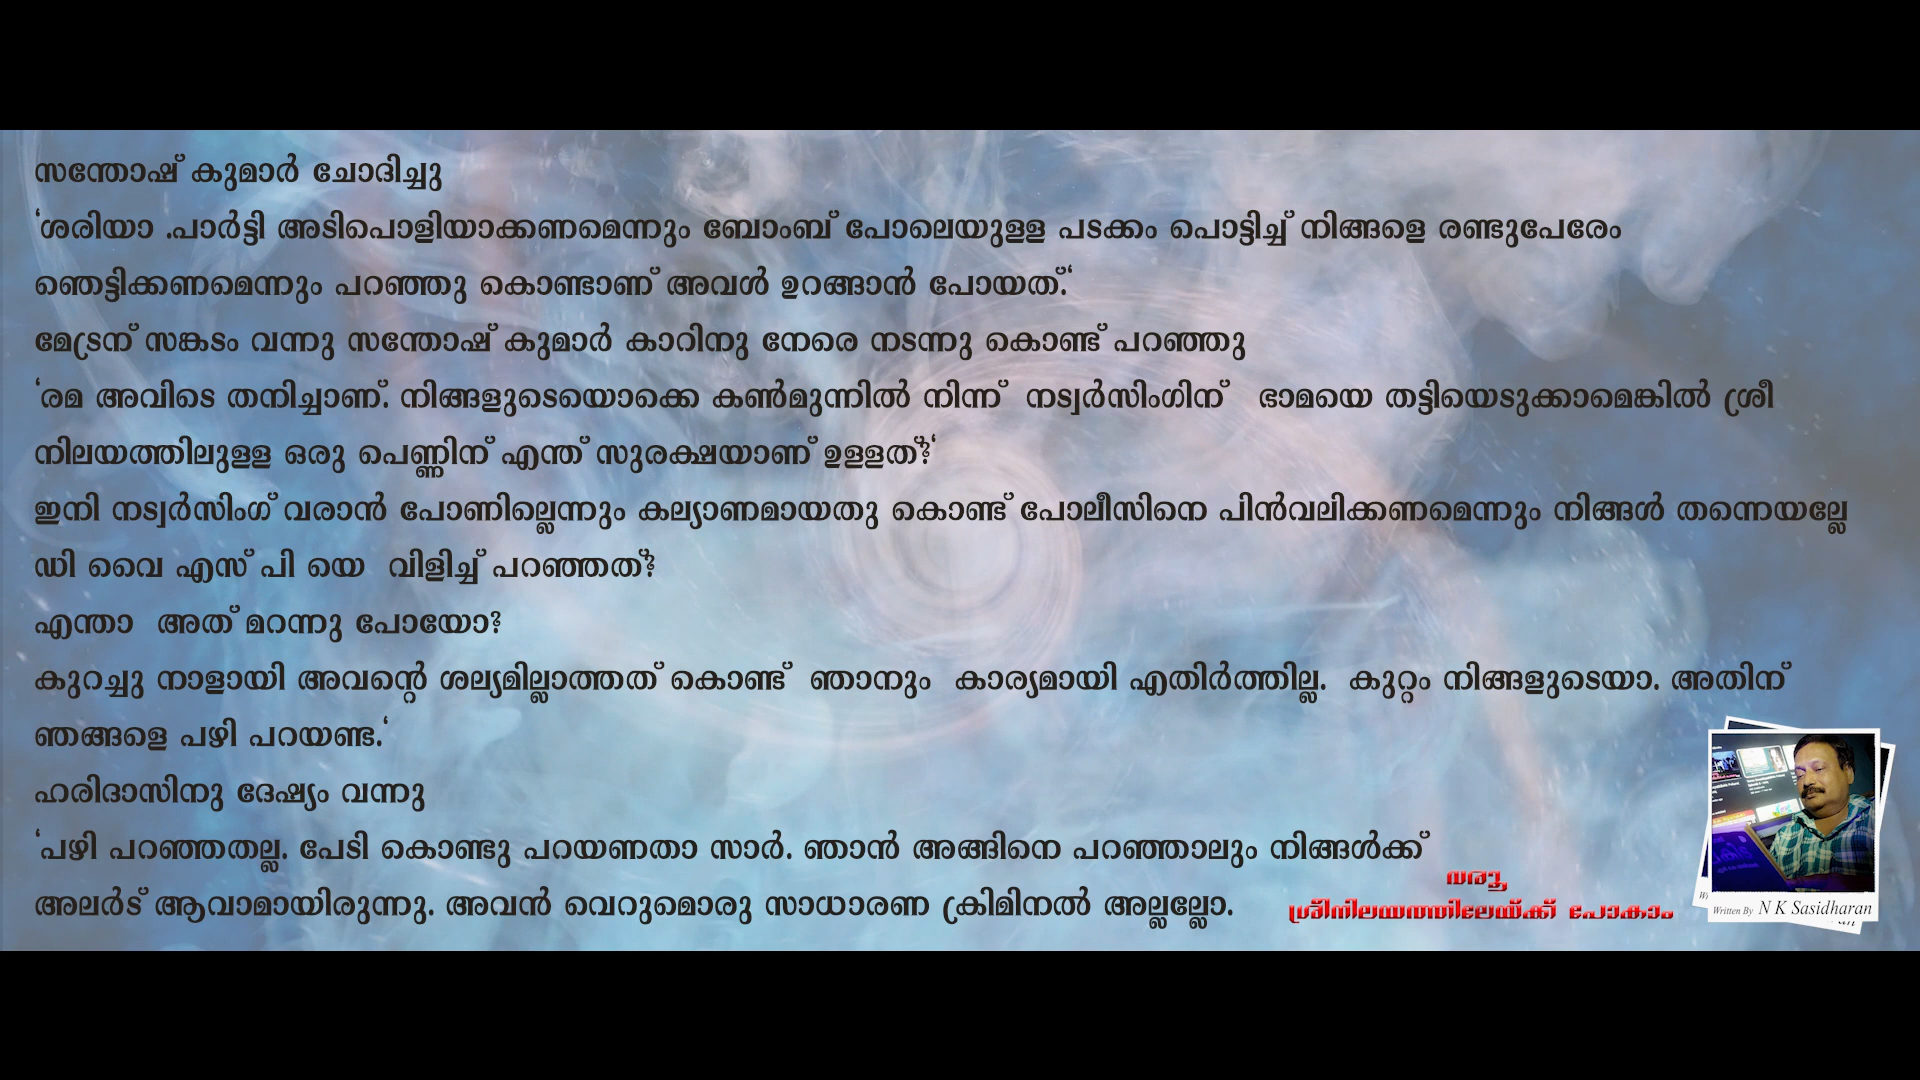 സന്തോഷ് കുമാർ ചോദിച്ചു
‘ശരിയാ .പാർട്ടി അടിപൊളിയാക്കണമെന്നും ബോംബ് പോലെയുളള പടക്കം പൊട്ടിച്ച് നിങ്ങളെ രണ്ടുപേരേം
ഞെട്ടിക്കണമെന്നും പറഞ്ഞു കൊണ്ടാണ് അവൾ ഉറങ്ങാൻ പോയത്.‘
മേട്രന് സങ്കടം വന്നു സന്തോഷ് കുമാർ കാറിനു നേരെ നടന്നു കൊണ്ട് പറഞ്ഞു
‘രമ അവിടെ തനിച്ചാണ്. നിങ്ങളുടെയൊക്കെ കൺമുന്നിൽ നിന്ന് നട്വർസിംഗിന് ഭാമയെ തട്ടിയെടുക്കാമെങ്കിൽ ശ്രീ
നിലയത്തിലുളള ഒരു പെണ്ണിന് എന്ത് സുരക്ഷയാണ് ഉളളത്?‘
ഇനി നട്വർസിംഗ് വരാൻ പോണില്ലെന്നും കല്യാണമായതു കൊണ്ട് പോലീസിനെ പിൻവലിക്കണമെന്നും നിങ്ങൾ തന്നെയല്ലേ
ഡി വൈ എസ് പി യെ വിളിച്ച് പറഞ്ഞത്?
എന്താ അത് മറന്നു പോയോ?
കുറച്ചു നാളായി അവന്റെ ശല്യമില്ലാത്തത് കൊണ്ട് ഞാനും കാര്യമായി എതിർത്തില്ല. കുറ്റം നിങ്ങളുടെയാ. അതിന്
ഞങ്ങളെ പഴി പറയണ്ട.‘
ഹരിദാസിനു ദേഷ്യം വന്നു
‘പഴി പറഞ്ഞതല്ല. പേടി കൊണ്ടു പറയണതാ സാർ. ഞാൻ അങ്ങിനെ പറഞ്ഞാലും നിങ്ങൾക്ക്
അലർട് ആവാമായിരുന്നു. അവൻ വെറുമൊരു സാധാരണ ക്രിമിനൽ അല്ലല്ലോ.
വരൂ
ശ്രീനിലയത്തിലേയ്ക്ക് പോകാം
Written By N K Sasidharan